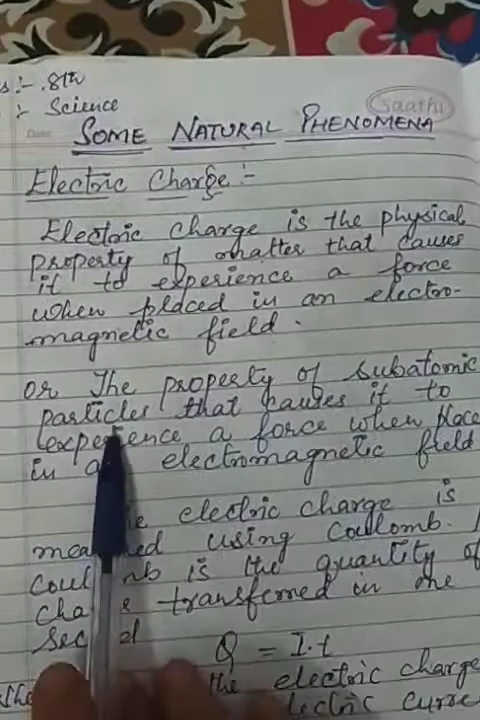 s :- 8th
:- Science
Saathi
Date
SOME NATURAL PHENOMENA
Electric Charge :-
Electric charge is the physical
property of matter that causes
it to experience a force
when placed in an electro-
magnetic field.
or The property of subatomic
particles that causes it to
experience a force when place
in a electromagnetic field
electric charge is
using coulomb.
is the quantity of
transferred in one
Q = I.t
the electric charge